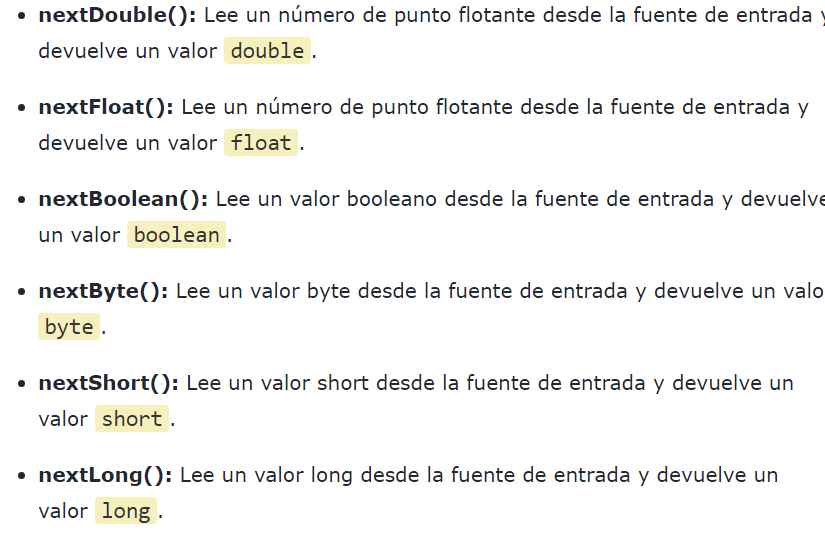 nextDouble(): Lee un número de punto flotante desde la fuente de entrada y
devuelve un valor double.
nextFloat(): Lee un número de punto flotante desde la fuente de entrada y
devuelve un valor float.
nextBoolean(): Lee un valor booleano desde la fuente de entrada y devuelve
un valor boolean.
nextByte(): Lee un valor byte desde la fuente de entrada y devuelve un valo
byte.
nextShort(): Lee un valor short desde la fuente de entrada y devuelve un
valor short.
nextLong(): Lee un valor long desde la fuente de entrada y devuelve un
valor long.